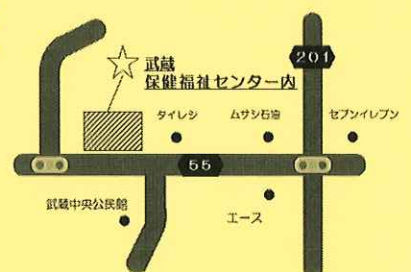 武蔵
保健福祉センター内
201
タイレシ
ムサシ石油
セブンイレブン
55
武蔵中央公民館
エース